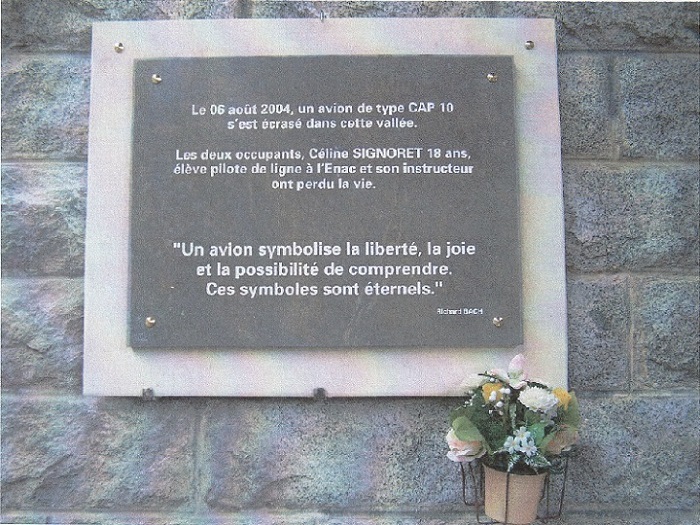 Le 06 août 2004, un avion de type CAP 10
s'est écrasé dans cette vallée.
Les deux occupants, Céline SIGNORET 18 ans,
élève pilote de ligne à l'Enac et son instructeur
ont perdu la vie.
"Un avion symbolise la liberté, la joie
et la possibilité de comprendre.
Ces symboles sont éternels."
Richard BACH